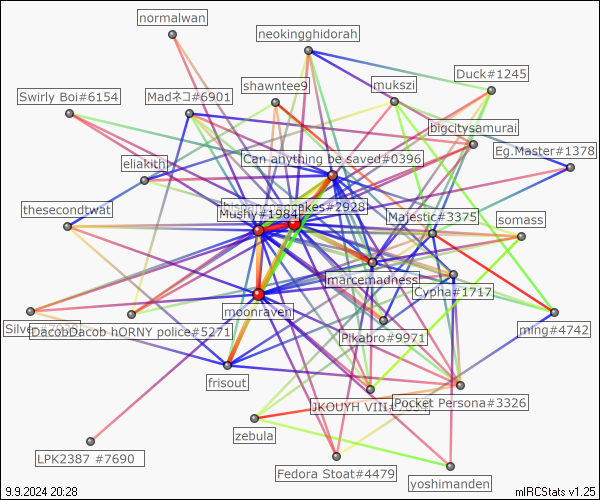 normalwan
neokingghidorah
shawntee9
mukszi
Duck#1245
Swirly Boi#6154
Madネコ#6901
bigcitysamurai
Eg.Master#1378
eliakith
Can anything be saved#0396
thesecondtwat
Mushy#1984
cakes#2928
Majestic#3375
somass
marcemadness
Cypha#1717
moonraven
Silver
DacobDacob
hORNY police#5271
Pikabro#9971
ming#4742
frisout
JKOUYH VIII
Pocket Persona#3326
zebula
LPK2387 #7690
Fedora Stoat#4479
yoshimanden
9.9.2024 20:28
mIRCStats v1.25